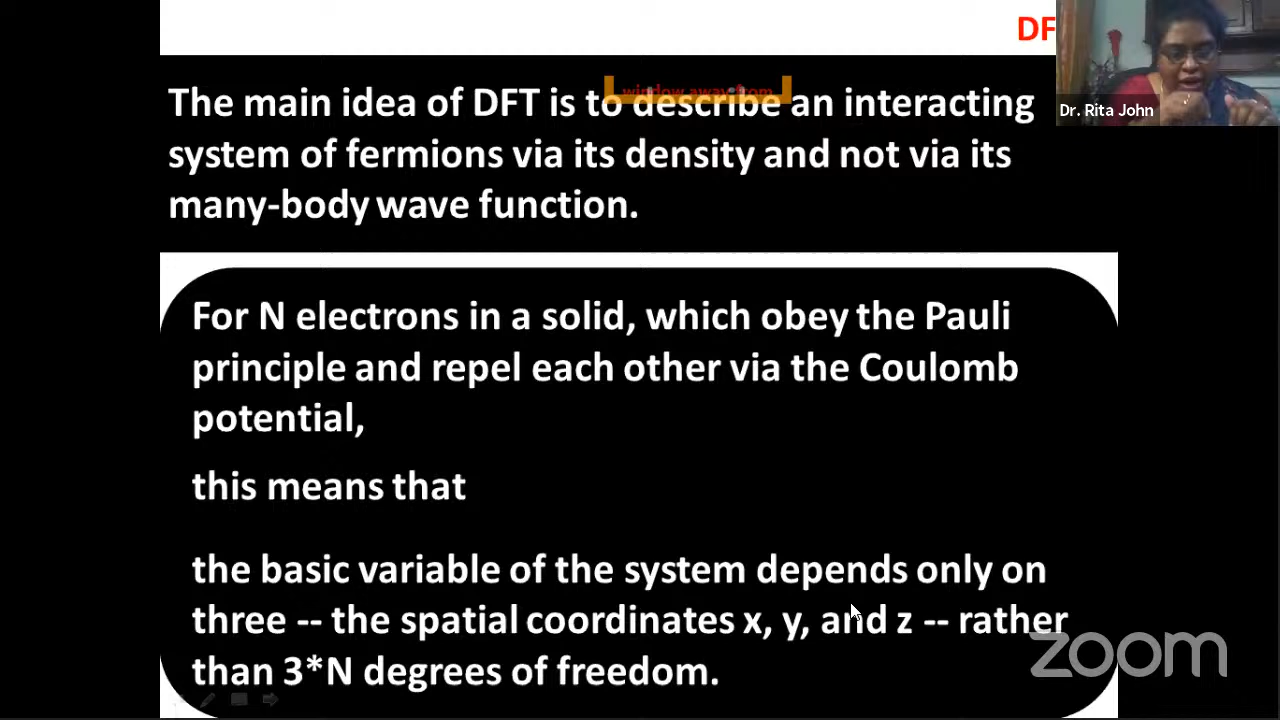 DF
Dr. Rita John
window away from
The main idea of DFT is to describe an interacting
system of fermions via its density and not via its
many-body wave function.
For N electrons in a solid, which obey the Pauli
principle and repel each other via the Coulomb
potential,
this means that
the basic variable of the system depends only on
three -- the spatial coordinates x, y, and z -- rather
than 3*N degrees of freedom.
zoom